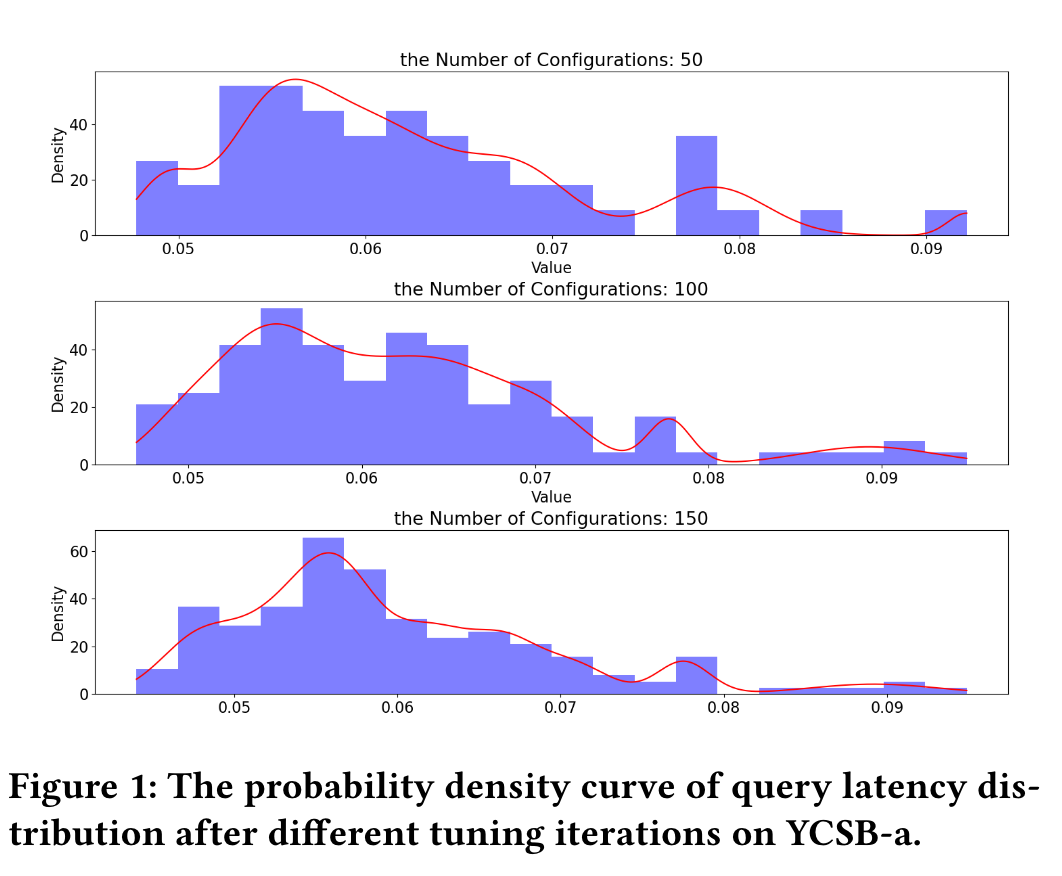 the Number of Configurations: 50
Density
40
20
0
0.05 0.06 0.07 0.08 0.09
Value
the Number of Configurations: 100
Density
40
20
0
0.05 0.06 0.07 0.08 0.09
Value
the Number of Configurations: 150
Density
60
40
20
0
0.05 0.06 0.07 0.08 0.09
Figure 1: The probability density curve of query latency dis-
tribution after different tuning iterations on YCSB-a.